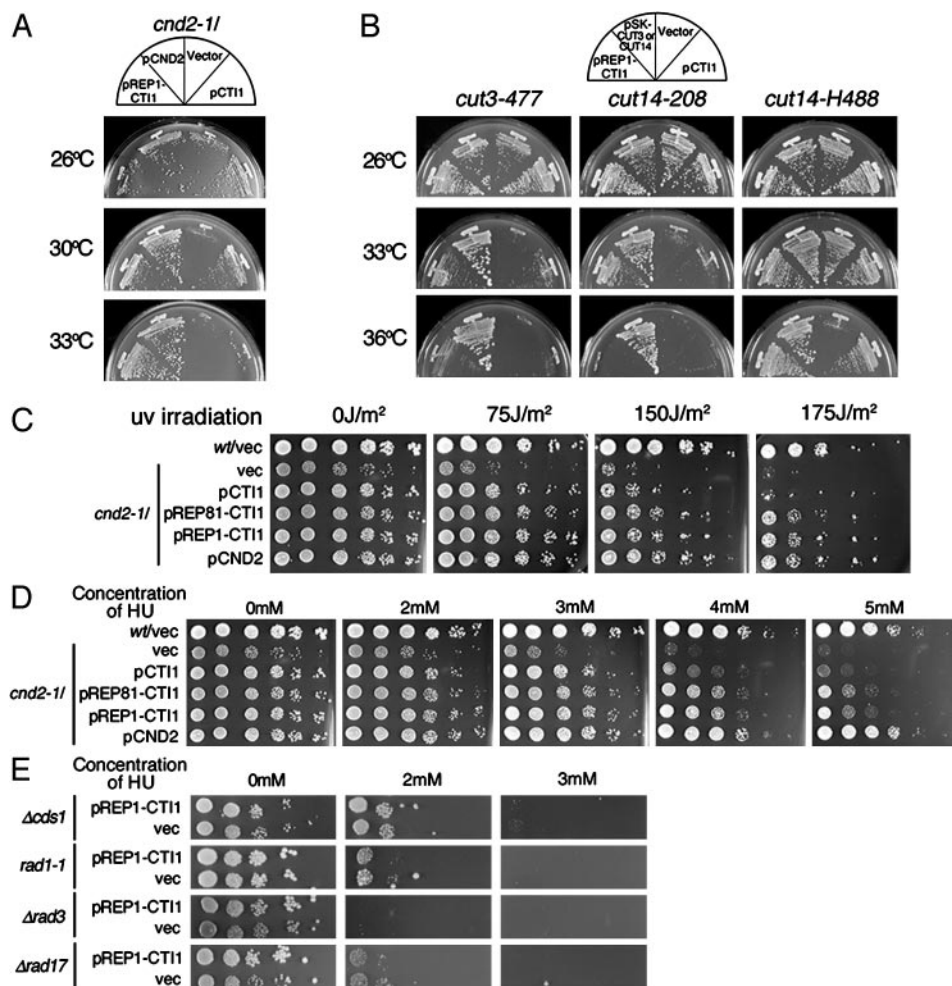 A
cnd2-1/
pCND2
Vector
pREP1-
CTI1
pCTI1
26ºC
30ºC
33ºC
B
pSK-
CUT3 or
CUT14
Vector
pREP1-
CTI1
pCTI1
cut3-477
cut14-208
cut14-H488
26ºC
33ºC
36ºC
C
uv irradiation
0J/m²
75J/m²
150J/m²
175J/m²
wt/vec
vec
pCTI1
cnd2-1/
pREP81-CTI1
pREP1-CTI1
pCND2
D
Concentration
of HU
0mM
2mM
3mM
4mM
5mM
wt/vec
vec
pCTI1
cnd2-1/
pREP81-CTI1
pREP1-CTI1
pCND2
E
Concentration
of HU
0mM
2mM
3mM
Δcds1
pREP1-CTI1
vec
rad1-1
pREP1-CTI1
vec
Δrad3
pREP1-CTI1
vec
Δrad17
pREP1-CTI1
vec